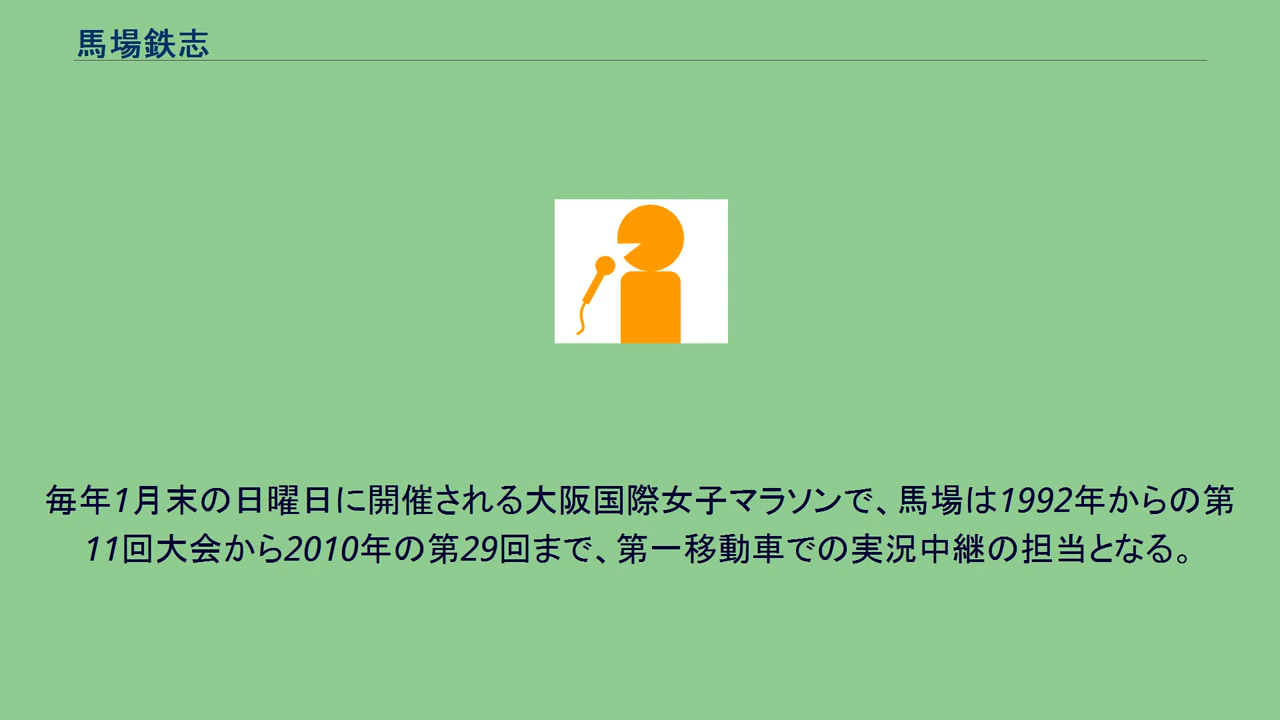 馬場鉄志
毎年1月末の日曜日に開催される大阪国際女子マラソンで、馬場は1992年からの第
11回大会から2010年の第29回まで、第一移動車での実況中継の担当となる。